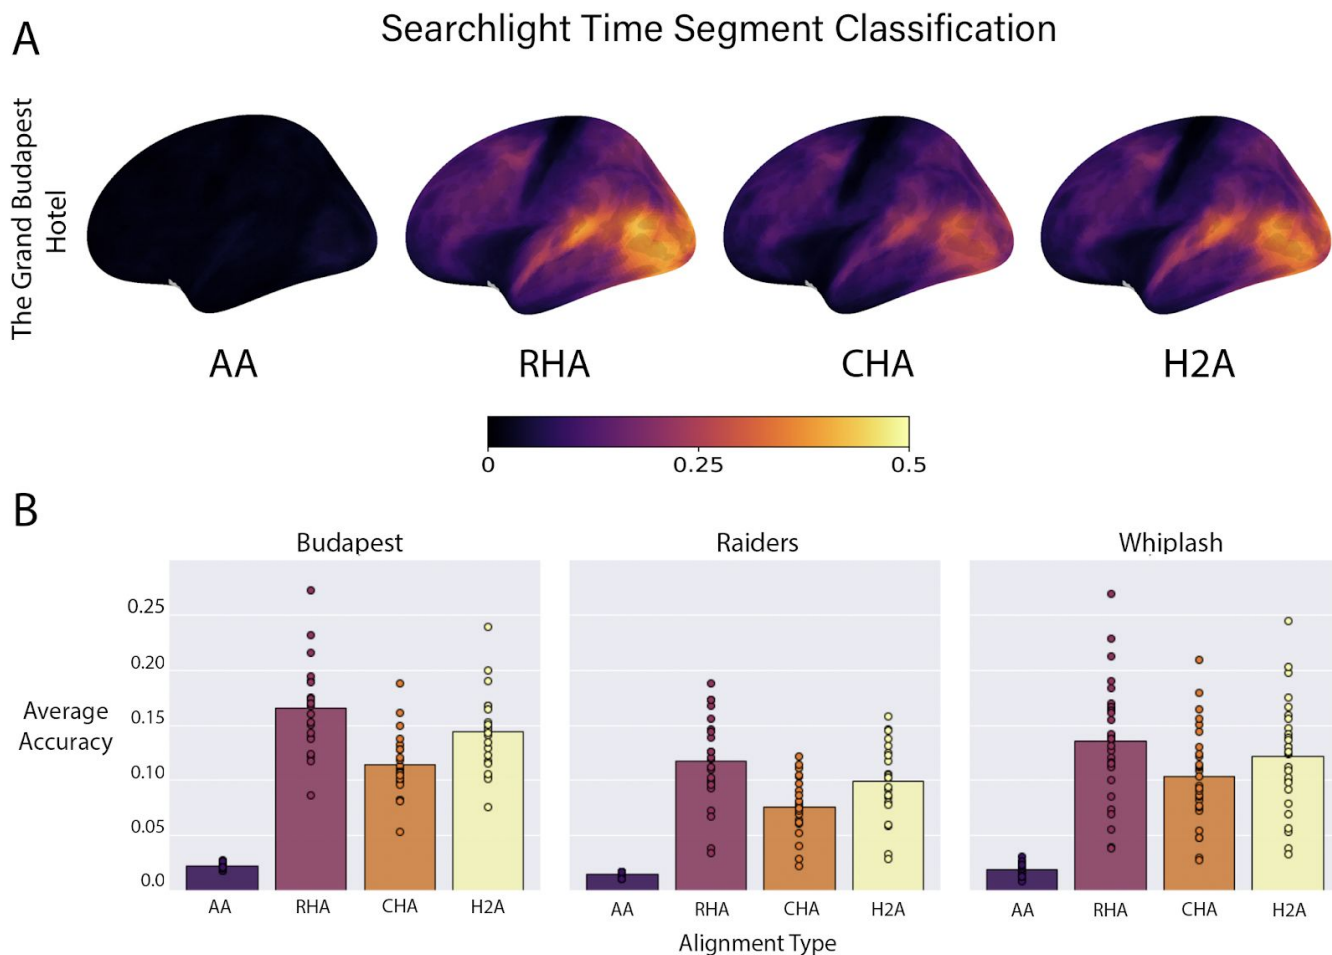 A
Searchlight Time Segment Classification
The Grand Budapest
Hotel
AA
RHA
CHA
H2A
0
0.25
0.5
B
Budapest
Raiders
Whiplash
Average
Accuracy
0.25
0.20
0.15
0.10
0.05
0.0
AA
RHA
CHA
H2A
AA
RHA
CHA
H2A
AA
RHA
CHA
H2A
Alignment Type